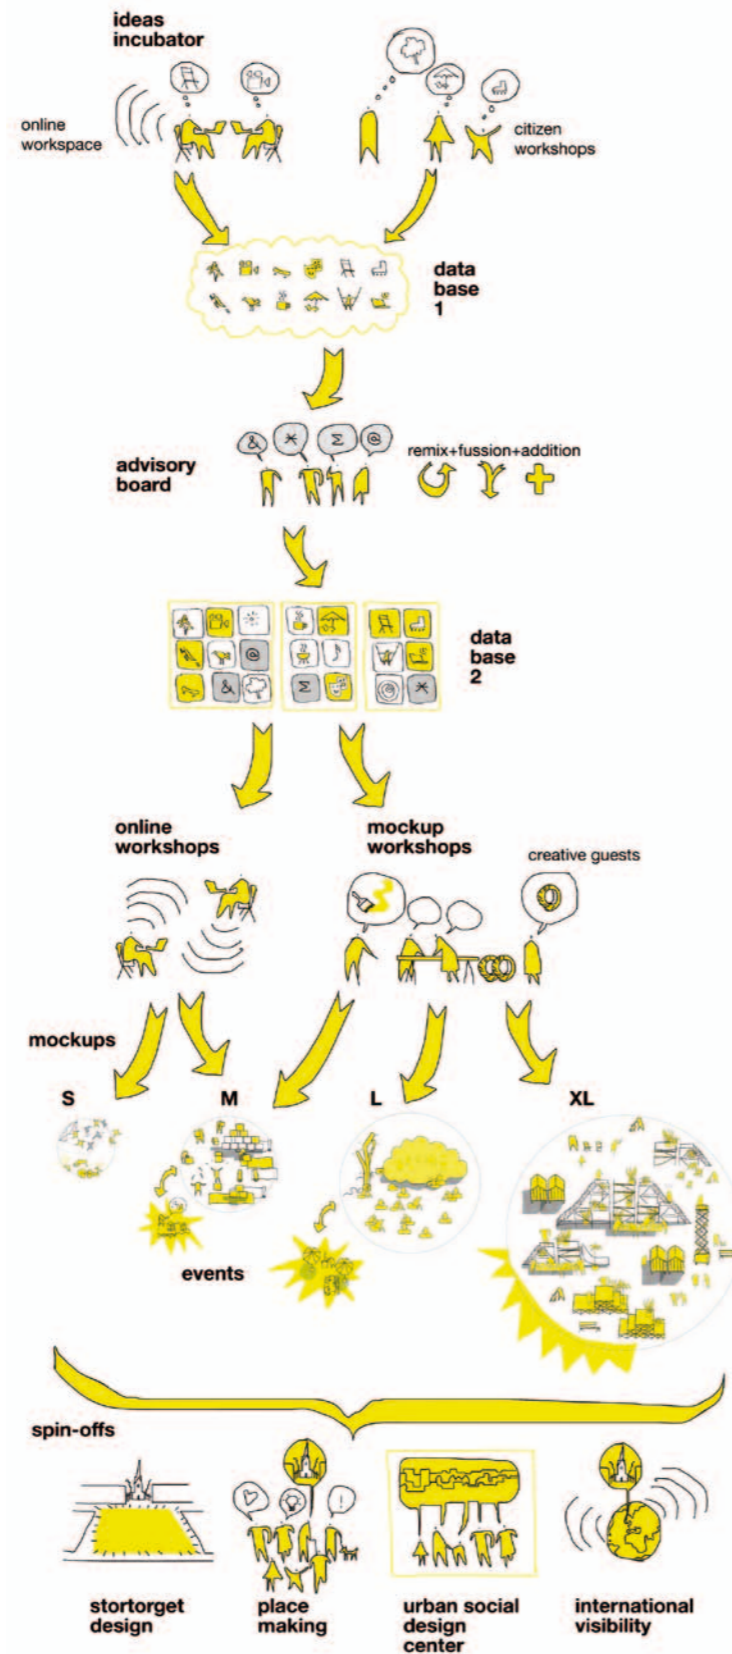 ideas
incubator
online
workspace
citizen
workshops
data
base
1
& * Σ @
advisory
board
remix+fussion+addition
@
&
Σ
*
data
base
2
online
workshops
mockup
workshops
creative guests
mockups
S M L XL
events
spin-offs
!
stortorget
design
place
making
urban social
design
center
international
visibility